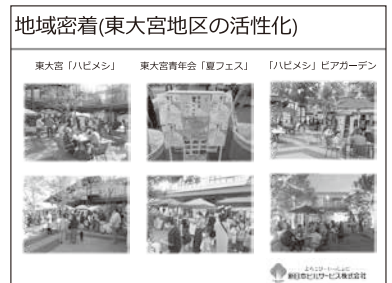 地域密着(東大宮地区の活性化)
東大宮「ハピメシ」
東大宮青年会「夏フェス」
「ハピメシ」ビアガーデン
新日本ビルサービス株式会社